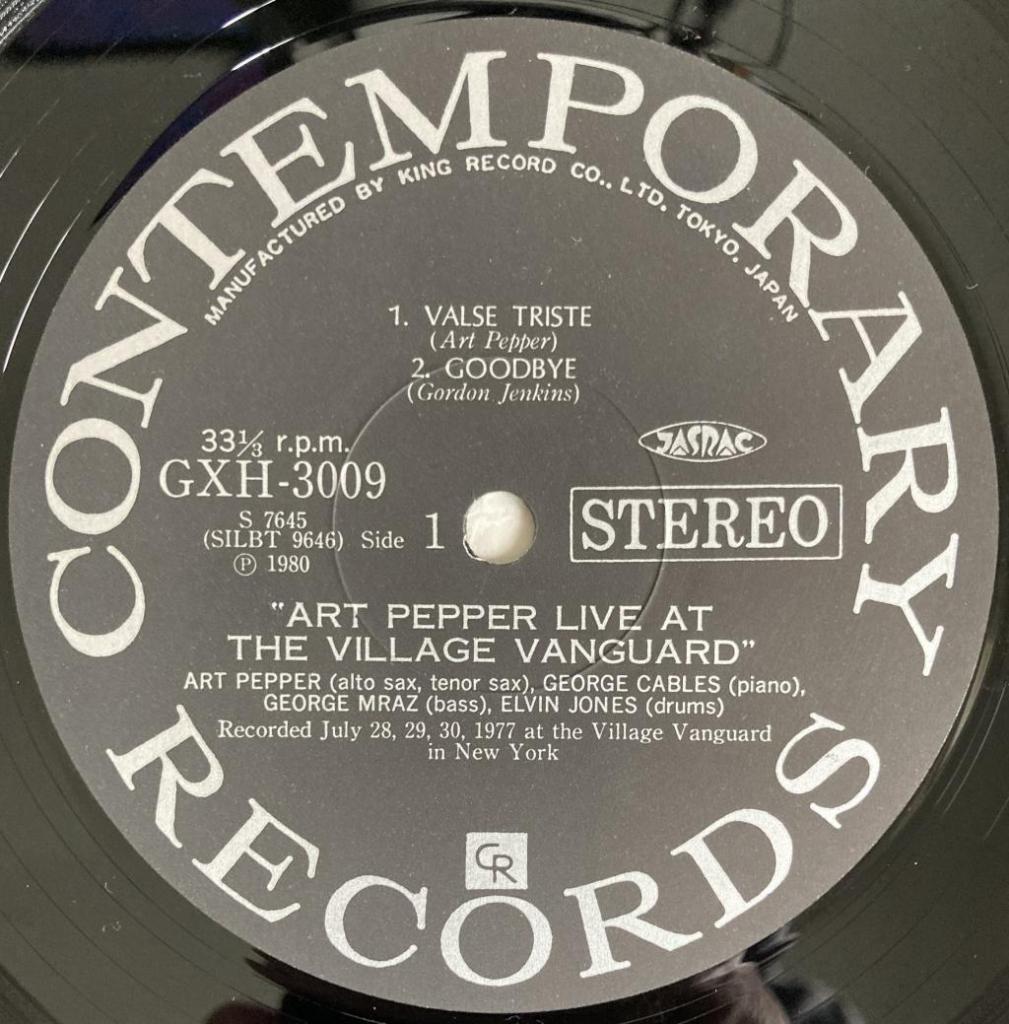 CONTEMPORARY
MANUFACTURED BY KING RECORD CO., LTD. TOKYO. JAPAN
1. VALSE TRISTE
(Art Pepper)
2. GOODBYE
(Gordon Jenkins)
33⅓ r.p.m.
GXH-3009
S 7645
(SILBT 9646) Side 1
Ⓟ 1980
JASRAC
STEREO
"ART PEPPER LIVE AT
THE VILLAGE VANGUARD"
ART PEPPER (alto sax, tenor sax), GEORGE CABLES (piano),
GEORGE MRAZ (bass), ELVIN JONES (drums)
Recorded July 28, 29, 30, 1977 at the Village Vanguard
in New York
CR
RECORDS